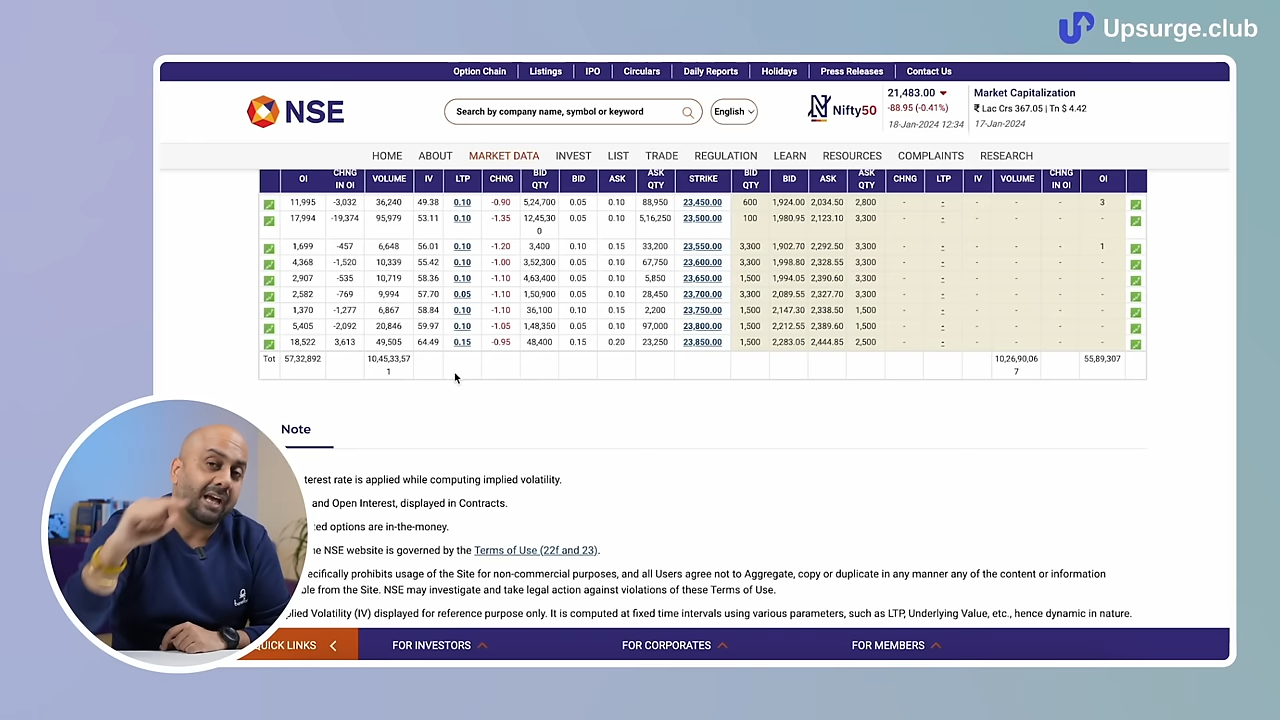 Upsurge.club
Option Chain Listings IPO Circulars Daily Reports Holidays Press Releases Contact Us
NSE
Search by company name, symbol or keyword
English
Nifty50
21,483.00
-88.95 (-0.41%)
18-Jan-2024 12:34
Market Capitalization
₹ Lac Crs 367.05 | Tn $ 4.42
17-Jan-2024
HOME ABOUT MARKET DATA INVEST LIST TRADE REGULATION LEARN RESOURCES COMPLAINTS RESEARCH
OI CHNG IN OI VOLUME IV LTP CHNG BID QTY BID ASK ASK QTY STRIKE BID QTY BID ASK ASK QTY CHNG LTP IV VOLUME CHNG IN OI OI
11,995 -3,032 36,240 49.38 0.10 -0.90 5,24,700 0.05 0.10 88,950 23,450.00 600 1,924.00 2,034.50 2,800 - - - - - 3
17,994 -19,374 95,979 53.11 0.10 -1.35 12,45,300 0.05 0.10 5,16,250 23,500.00 100 1,980.95 2,123.10 3,300 - - - - - -
1,699 -457 6,648 56.01 0.10 -1.20 3,400 0.10 0.15 33,200 23,550.00 3,300 1,902.70 2,292.50 3,300 - - - - - 1
4,368 -1,520 10,339 55.42 0.10 -1.00 3,52,300 0.05 0.10 67,750 23,600.00 3,300 1,998.80 2,328.55 3,300 - - - - - -
2,907 -535 10,719 58.36 0.10 -1.10 4,63,400 0.05 0.10 5,850 23,650.00 1,500 1,994.05 2,390.60 3,300 - - - - - -
2,582 -769 9,994 57.70 0.05 -1.10 1,50,900 0.05 0.10 28,450 23,700.00 3,300 2,089.55 2,327.70 3,300 - - - - - -
1,370 -1,277 6,867 58.84 0.10 -1.10 36,100 0.10 0.15 2,200 23,750.00 1,500 2,147.30 2,338.50 1,500 - - - - - -
5,405 -2,092 20,846 59.97 0.10 -1.05 1,48,350 0.05 0.10 97,000 23,800.00 1,500 2,212.55 2,389.60 1,500 - - - - - -
18,522 3,613 49,505 64.49 0.15 -0.95 48,400 0.15 0.20 23,250 23,850.00 1,500 2,283.05 2,444.85 2,500 - - - - - -
Tot 57,32,892 10,45,33,571 10,26,90,067 55,89,307
Note
terest rate is applied while computing implied volatility.
and Open Interest, displayed in Contracts.
ted options are in-the-money.
NSE website is governed by the Terms of Use (22f and 23).
ecifically prohibits usage of the Site for non-commercial purposes, and all Users agree not to Aggregate, copy or duplicate in any manner any of the content or information
ble from the Site. NSE may investigate and take legal action against violations of these Terms of Use.
plied Volatility (IV) displayed for reference purpose only. It is computed at fixed time intervals using various parameters, such as LTP, Underlying Value, etc., hence dynamic in nature.
QUICK LINKS FOR INVESTORS FOR CORPORATES FOR MEMBERS